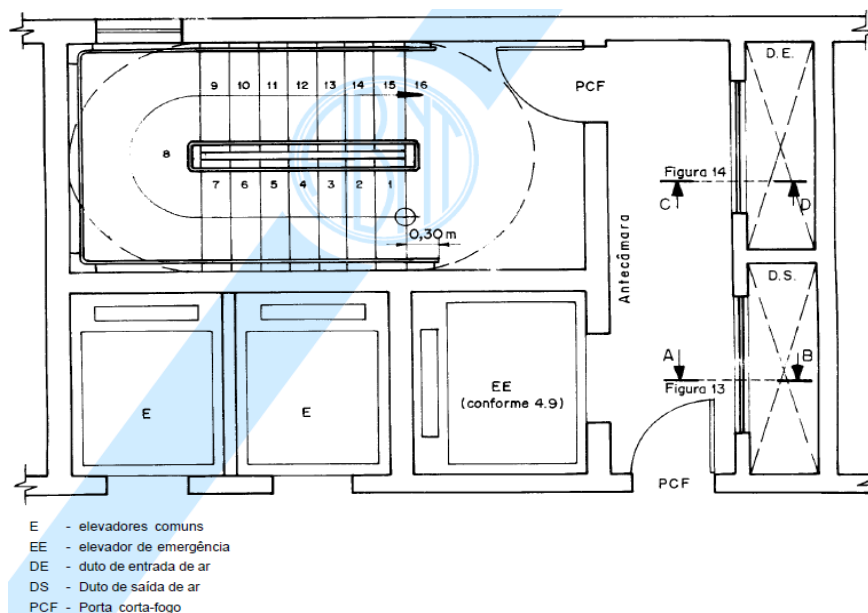 D.E.
9 10 11 12 13 14 15 16
PCF
8
Figura 14
7 6 5 4 3 2 1
C D
0,30 m
Antecâmara
D.S.
A B
Figura 13
EE
(conforme 4.9)
E
E
PCF
E - elevadores comuns
EE - elevador de emergência
DE - duto de entrada de ar
DS - Duto de saída de ar
PCF - Porta corta-fogo